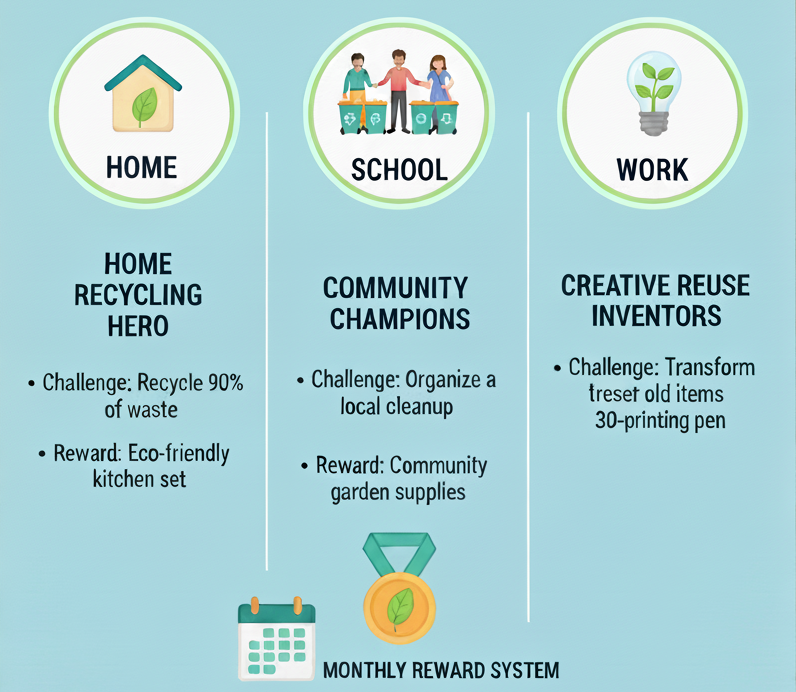 HOME
HOME
RECYCLING
HERO
• Challenge: Recycle 90%
of waste
• Reward: Eco-friendly
kitchen set
SCHOOL
COMMUNITY
CHAMPIONS
• Challenge: Organize a
local cleanup
• Reward: Community
garden supplies
WORK
CREATIVE REUSE
INVENTORS
• Challenge: Transform
treset old items
30-printing pen
MONTHLY REWARD SYSTEM